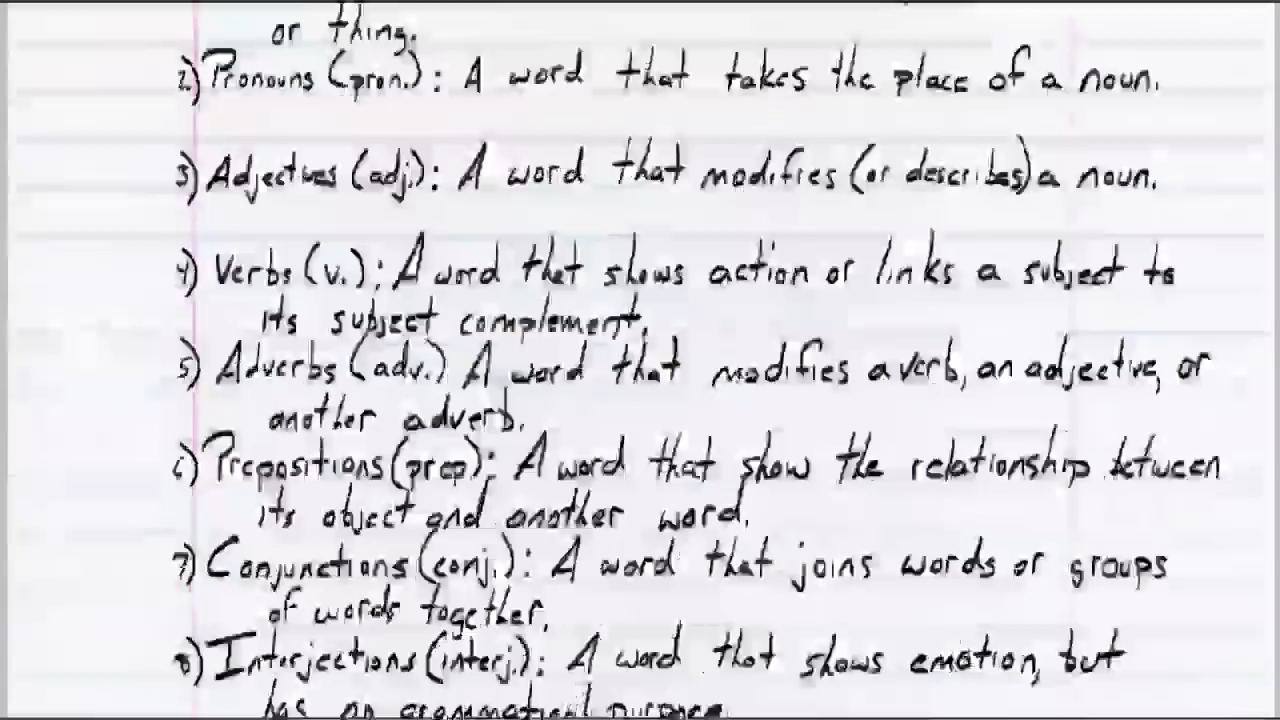 or thing.
2) Pronouns (pron.): A word that takes the place of a noun.
3) Adjectives (adj.): A word that modifies (or describes) a noun.
4) Verbs (v.): A word that shows action or links a subject to
its subject complement.
5) Adverbs (adv.) A word that modifies a verb, an adjective, or
another adverb.
6) Prepositions (prep): A word that show the relationship between
its object and another word.
7) Conjunctions (conj.): A word that joins words or groups
of words together.
8) Interjections (interj.): A word that shows emotion, but
has no grammatical purpose.